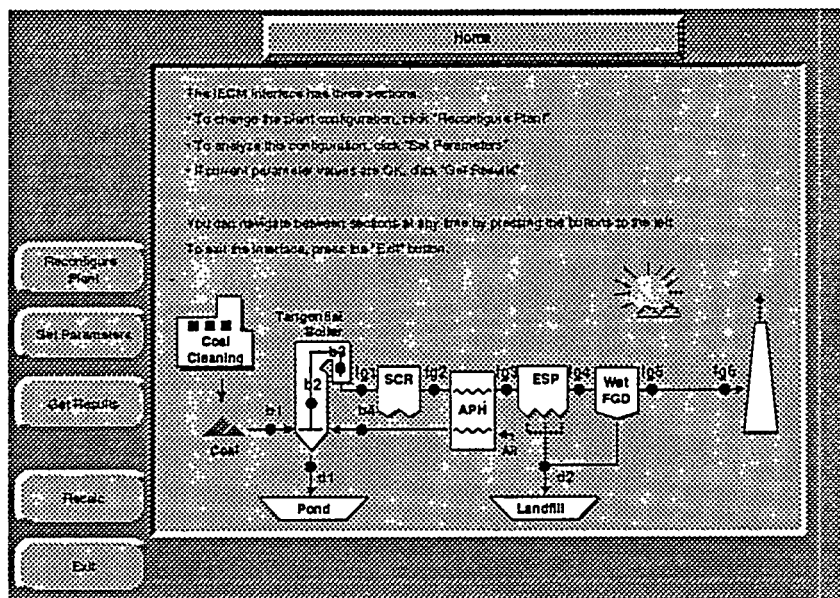 Home
The IECM Interface has three sections
• To change the plant configuration, click "Reconfigure Plant"
• To analyze this configuration, click "Set Parameters"
• If current parameter values are OK, click "Get Results"
You can navigate between sections at any time by pressing the buttons to the left
To exit the interface, press the "Exit" button
Reconfigure
Plant
Set Parameters
Get Results
Recalc
Exit
Coal
Cleaning
Coal
b1
Tangential
Boiler
b3
b2
fg1
SCR
fg2
b4
APH
Air
fg3
ESP
fg4
Wet
FGD
fg5
fg6
d1
Pond
d2
Landfill